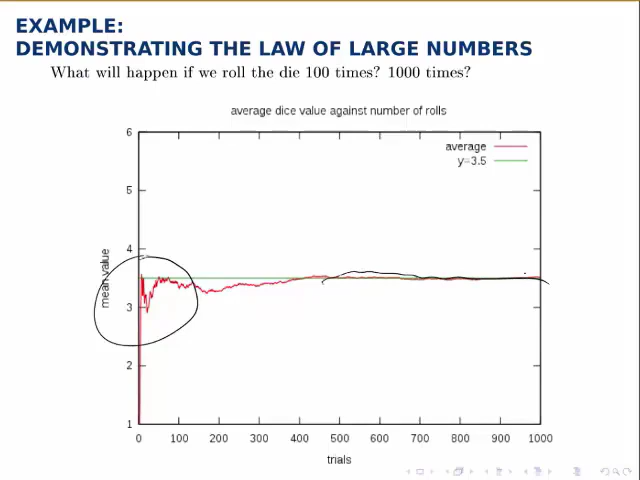 EXAMPLE:
DEMONSTRATING THE LAW OF LARGE NUMBERS
What will happen if we roll the die 100 times? 1000 times?
average dice value against number of rolls
average
y=3.5
6
5
4
3
2
1
mean value
0 100 200 300 400 500 600 700 800 900 1000
trials